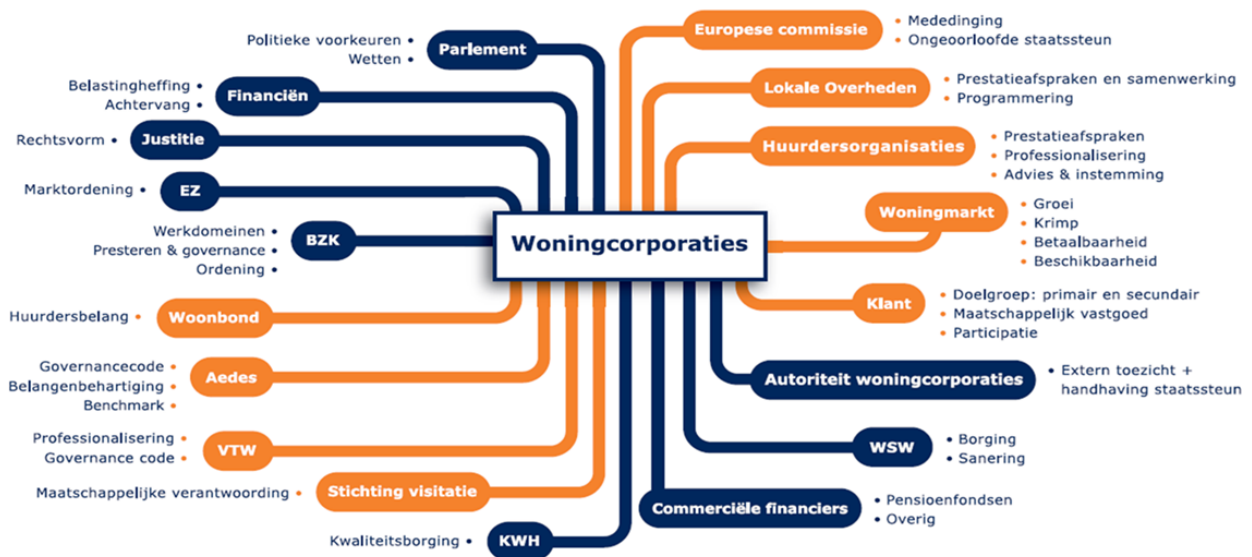 Woningcorporaties
Politieke voorkeuren •
Wetten •
Parlement
Belastingheffing •
Achtervang •
Financiën
Rechtsvorm •
Justitie
Marktordening •
EZ
Werkdomeinen •
Presteren & governance •
Ordening •
BZK
Huurdersbelang •
Woonbond
Governancecode •
Belangenbehartiging •
Benchmark •
Aedes
Professionalisering •
Governance code •
VTW
Maatschappelijke verantwoording •
Stichting visitatie
Kwaliteitsborging •
KWH
Europese commissie
• Mededinging
• Ongeoorloofde staatssteun
Lokale Overheden
• Prestatieafspraken en samenwerking
• Programmering
Huurdersorganisaties
• Prestatieafspraken
• Professionalisering
• Advies & instemming
Woningmarkt
• Groei
• Krimp
• Betaalbaarheid
• Beschikbaarheid
Klant
• Doelgroep: primair en secundair
• Maatschappelijk vastgoed
• Participatie
Autoriteit woningcorporaties
• Extern toezicht +
handhaving staatssteun
WSW
• Borging
• Sanering
Commerciële financiers
• Pensioenfondsen
• Overig